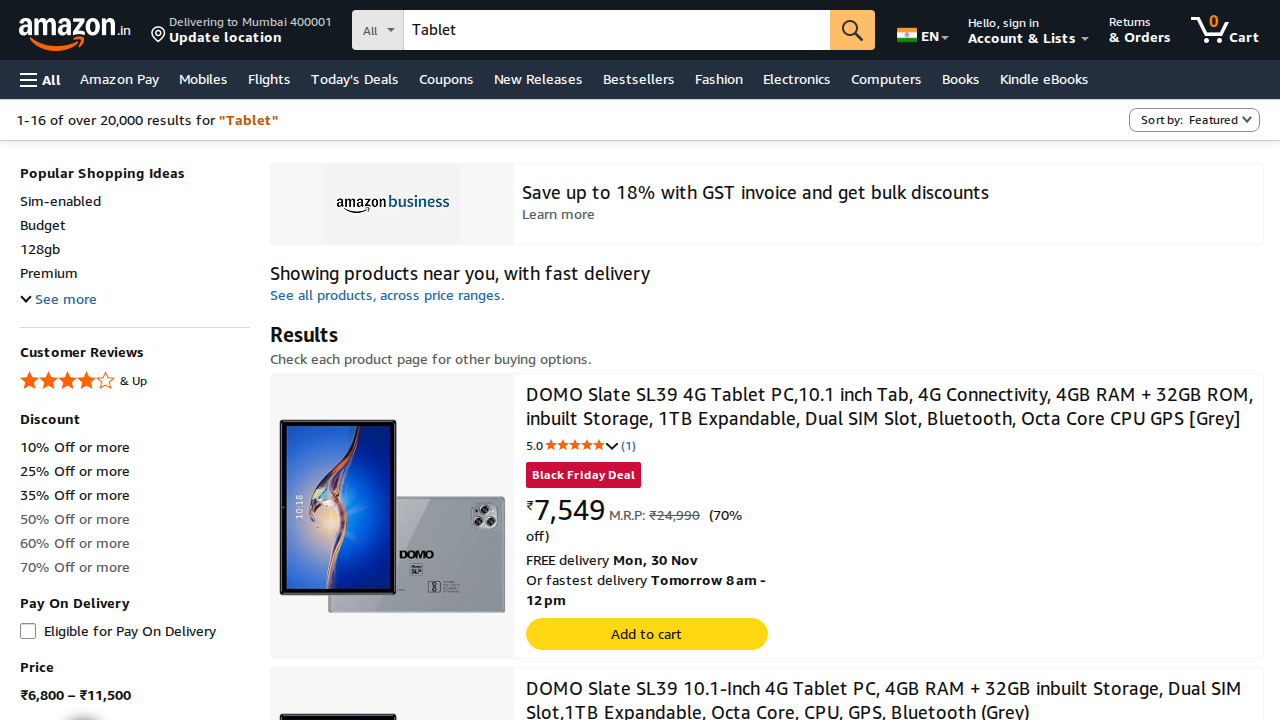 amazon.in
Delivering to Mumbai 400001
Update location
All
Tablet
EN
Hello, sign in
Account & Lists
Returns
& Orders
0
Cart
All
Amazon Pay
Mobiles
Flights
Today's Deals
Coupons
New Releases
Bestsellers
Fashion
Electronics
Computers
Books
Kindle eBooks
1-16 of over 20,000 results for "Tablet"
Sort by: Featured
Popular Shopping Ideas
Sim-enabled
Budget
128gb
Premium
See more
Customer Reviews
& Up
Discount
10% Off or more
25% Off or more
35% Off or more
50% Off or more
60% Off or more
70% Off or more
Pay On Delivery
Eligible for Pay On Delivery
Price
₹6,800 – ₹11,500
amazon business
Save up to 18% with GST invoice and get bulk discounts
Learn more
Showing products near you, with fast delivery
See all products, across price ranges.
Results
Check each product page for other buying options.
10:18
DOMO
DOMO Slate SL39 4G Tablet PC,10.1 inch Tab, 4G Connectivity, 4GB RAM + 32GB ROM,
inbuilt Storage, 1TB Expandable, Dual SIM Slot, Bluetooth, Octa Core CPU GPS [Grey]
5.0 (1)
Black Friday Deal
₹7,549 M.R.P: ₹24,990 (70%
off)
FREE delivery Mon, 30 Nov
Or fastest delivery Tomorrow 8 am -
12 pm
Add to cart
DOMO Slate SL39 10.1-Inch 4G Tablet PC, 4GB RAM + 32GB inbuilt Storage, Dual SIM
Slot,1TB Expandable, Octa Core, CPU, GPS, Bluetooth (Grey)